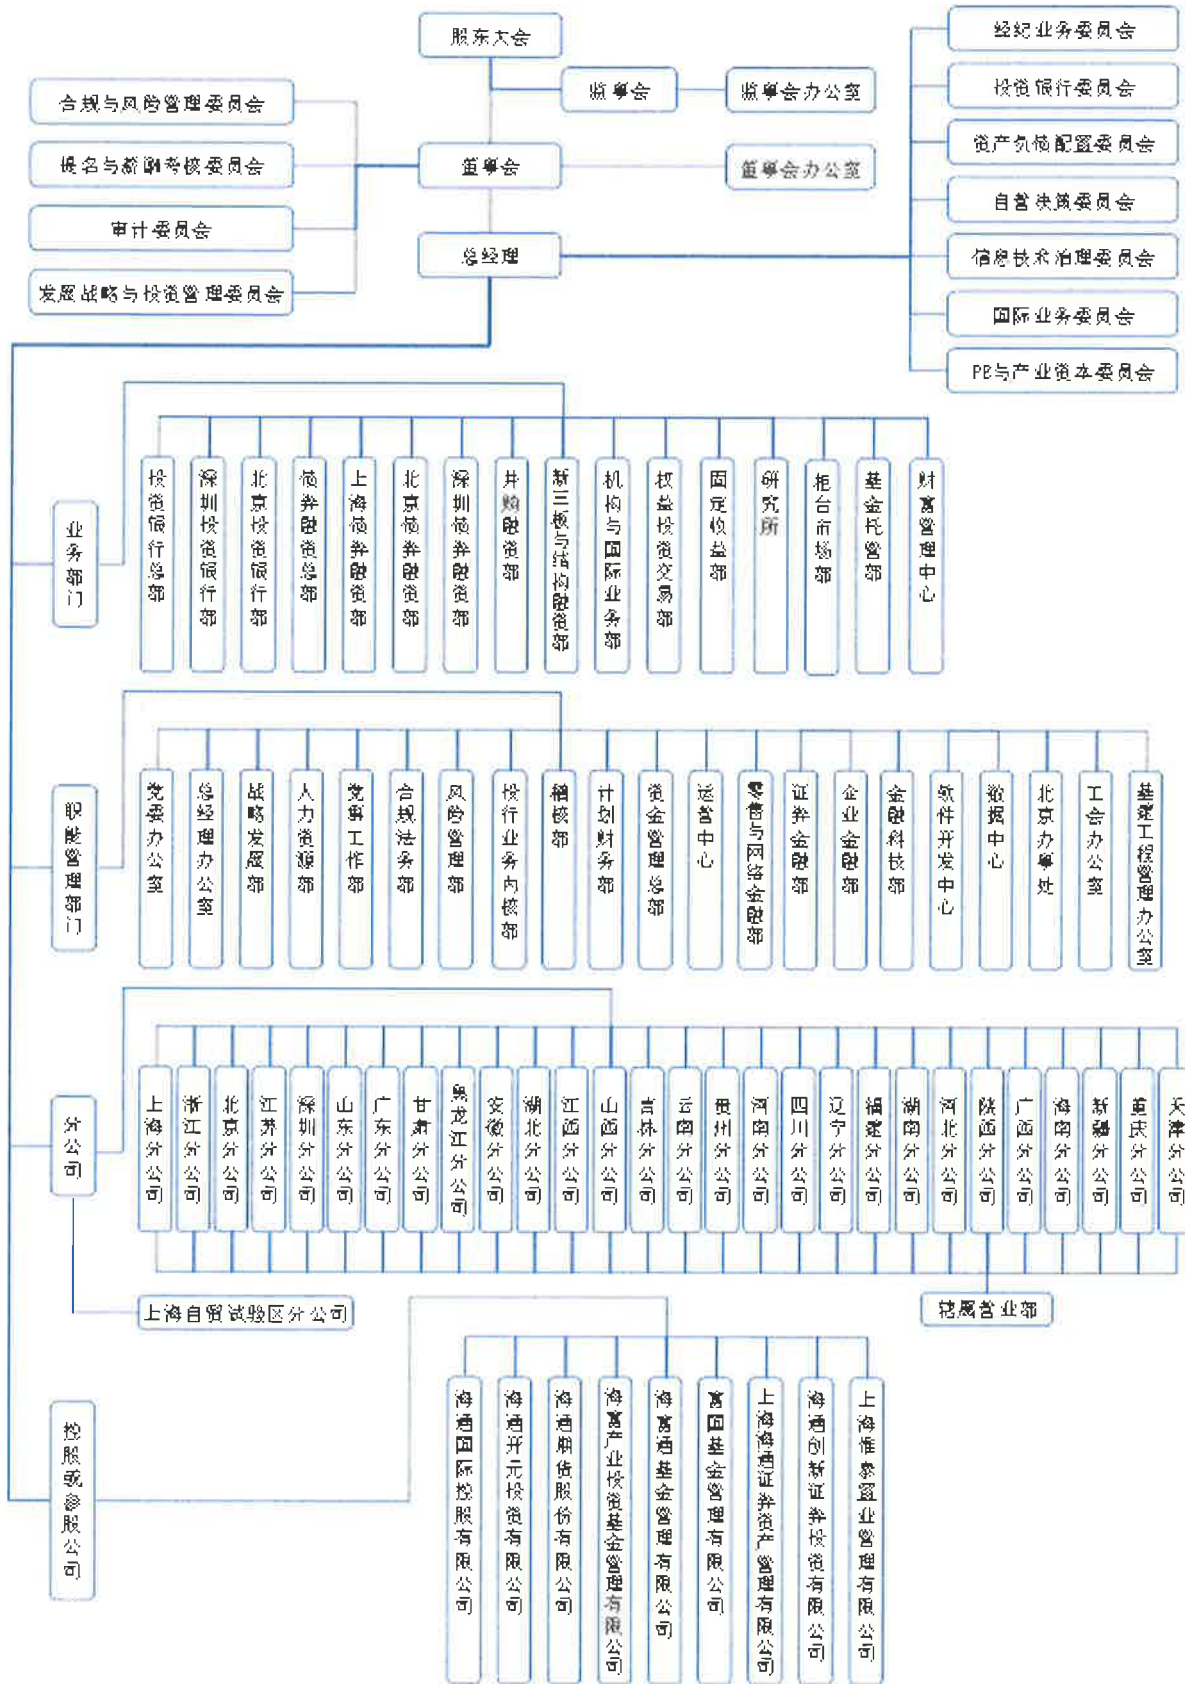 股东大会
监事会
监事会办公室
合规与风险管理委员会
提名与薪酬考核委员会
审计委员会
发展战略与投资管理委员会
董事会
董事会办公室
总经理
经纪业务委员会
投资银行委员会
资产负债配置委员会
自营决策委员会
信息技术治理委员会
国际业务委员会
PB与产业资本委员会
业务部门
投资银行总部
深圳投资银行部
北京投资银行部
债券融资总部
上海债券融资部
北京债券融资部
深圳债券融资部
并购融资部
新三板与结构融资部
机构与国际业务部
权益投资交易部
固定收益部
研究所
柜台市场部
基金托管部
财富管理中心
职能管理部门
党委办公室
总经理办公室
战略发展部
人力资源部
党群工作部
合规法务部
风险管理部
投行业务内核部
稽核部
计划财务部
资金管理总部
运营中心
零售与网络金融部
证券金融部
企业金融部
金融科技部
软件开发中心
数据中心
北京办事处
工会办公室
基建工程管理办公室
分公司
上海分公司
浙江分公司
北京分公司
江苏分公司
深圳分公司
山东分公司
广东分公司
甘肃分公司
黑龙江分公司
安徽分公司
湖北分公司
江西分公司
山西分公司
吉林分公司
云南分公司
贵州分公司
河南分公司
四川分公司
辽宁分公司
福建分公司
湖南分公司
河北分公司
陕西分公司
广西分公司
海南分公司
新疆分公司
重庆分公司
天津分公司
上海自贸试验区分公司
辖属营业部
控股或参股公司
海通国际控股有限公司
海通开元投资有限公司
海通期货股份有限公司
海富产业投资基金管理有限公司
海富通基金管理有限公司
富国基金管理有限公司
上海海通证券资产管理有限公司
海通创新证券投资有限公司
上海惟泰置业管理有限公司